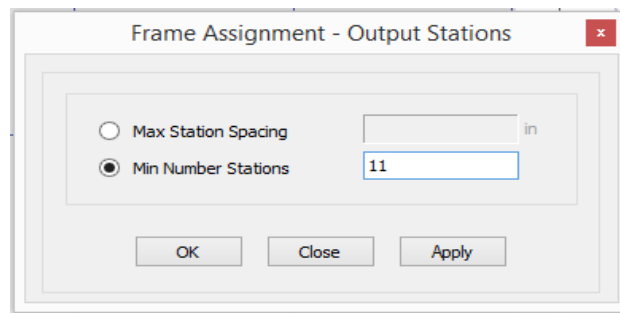 Frame Assignment - Output Stations
x
Max Station Spacing in
Min Number Stations 11
OK Close Apply